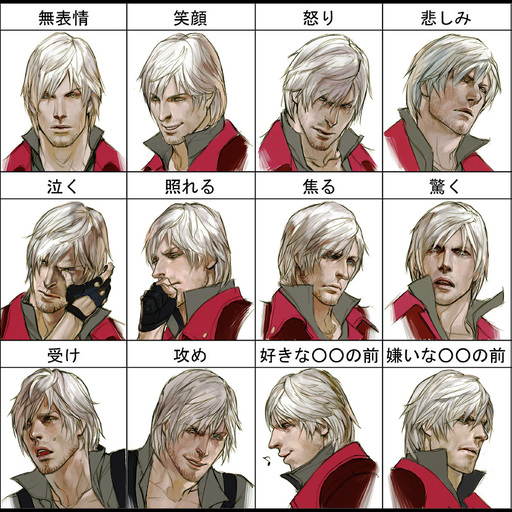 無表情
笑顔
怒り
悲しみ
泣く
照れる
焦る
驚く
受け
攻め
好きな〇〇の前
嫌いな〇〇の前